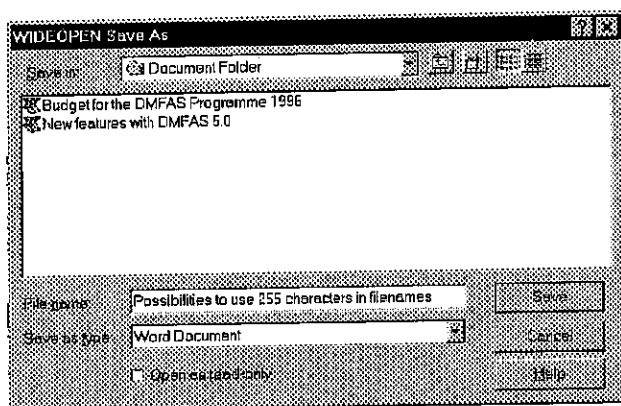 WIDEOPEN Save As
Save in: Document Folder
Budget for the DMFAS Programme 1996
New features with DMFAS 5.0
File name: Possibilities to use 255 characters in filenames Save
Save as type: Word Document Cancel
Open as read-only Help